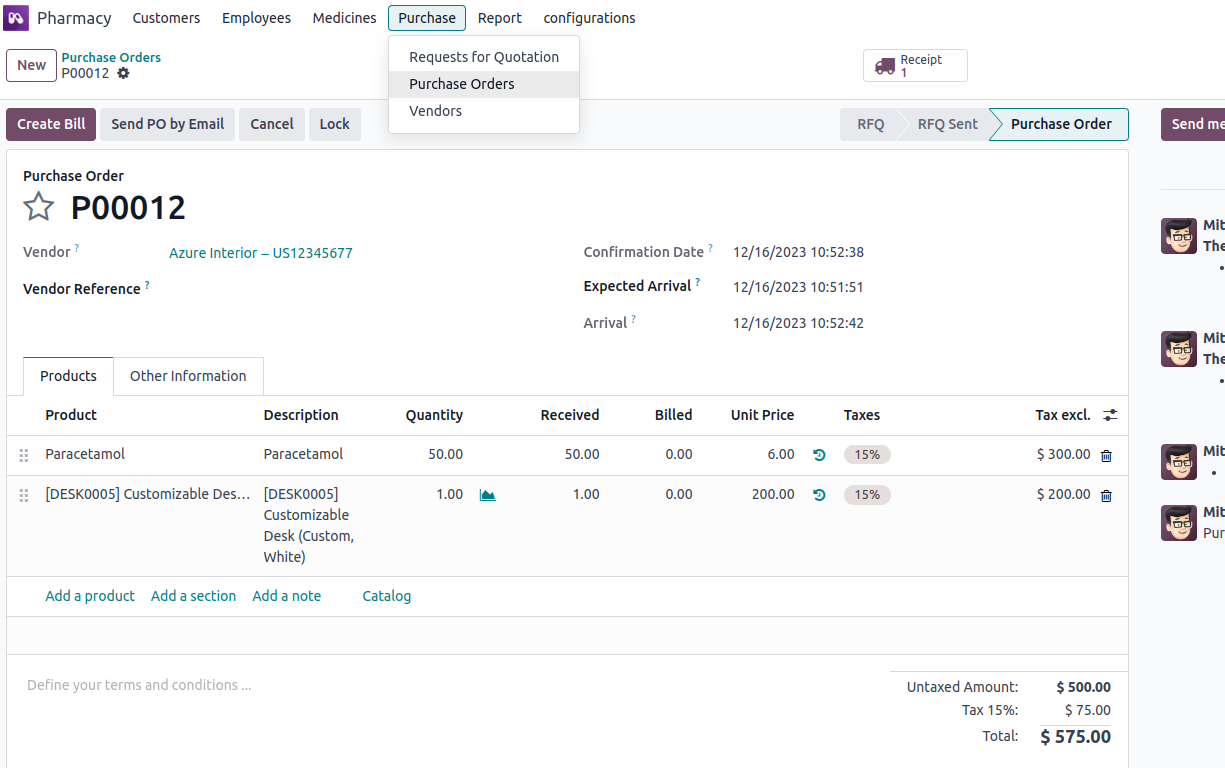 Pharmacy Customers Employees Medicines Purchase Report configurations
Requests for Quotation
Purchase Orders
Vendors
New
Purchase Orders
P00012
Receipt
1
Create Bill Send PO by Email Cancel Lock
RFQ RFQ Sent Purchase Order
Send me
Purchase Order
P00012
Vendor ? Azure Interior – US12345677
Vendor Reference ?
Confirmation Date ? 12/16/2023 10:52:38
Expected Arrival ? 12/16/2023 10:51:51
Arrival ? 12/16/2023 10:52:42
Products Other Information
Product Description Quantity Received Billed Unit Price Taxes Tax excl.
Paracetamol Paracetamol 50.00 50.00 0.00 6.00 15% $ 300.00
[DESK0005] Customizable Des... [DESK0005] 1.00 1.00 0.00 200.00 15% $ 200.00
Customizable
Desk (Custom,
White)
Add a product Add a section Add a note Catalog
Define your terms and conditions ...
Untaxed Amount: $ 500.00
Tax 15%: $ 75.00
Total: $ 575.00
Mit
The
Mit
The
Mit
Mit
Pur